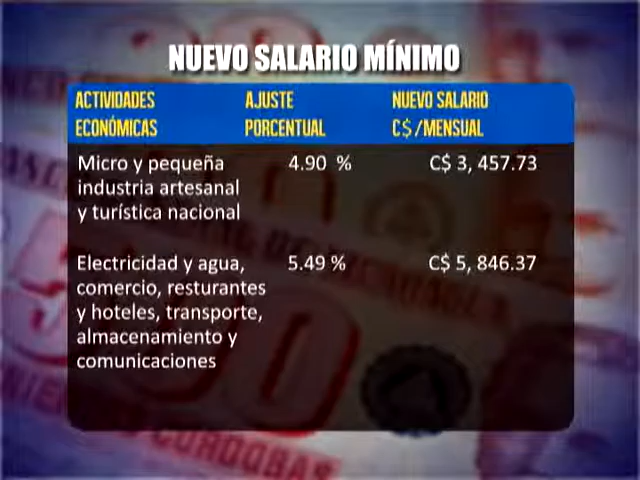 NUEVO SALARIO MÍNIMO
ACTIVIDADES ECONÓMICAS AJUSTE PORCENTUAL NUEVO SALARIO C$/MENSUAL
Micro y pequeña 4.90 % C$ 3, 457.73
industria artesanal
y turística nacional
Electricidad y agua, 5.49 % C$ 5, 846.37
comercio, resturantes
y hoteles, transporte,
almacenamiento y
comunicaciones
CORDOBAS